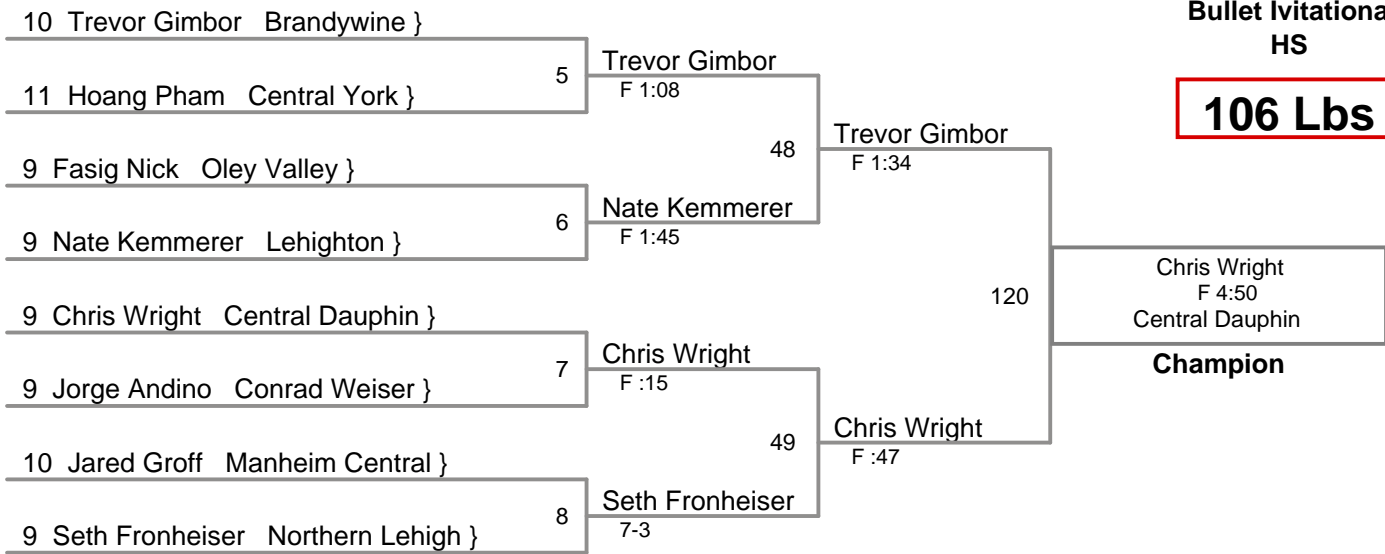 Bullet Ivitationa
HS
106 Lbs
10 Trevor Gimbor Brandywine }
5
Trevor Gimbor
F 1:08
11 Hoang Pham Central York }
48
Trevor Gimbor
F 1:34
9 Fasig Nick Oley Valley }
6
Nate Kemmerer
F 1:45
9 Nate Kemmerer Lehighton }
120
Chris Wright
F 4:50
Central Dauphin
Champion
9 Chris Wright Central Dauphin }
7
Chris Wright
F :15
9 Jorge Andino Conrad Weiser }
49
Chris Wright
F :47
10 Jared Groff Manheim Central }
8
Seth Fronheiser
7-3
9 Seth Fronheiser Northern Lehigh }